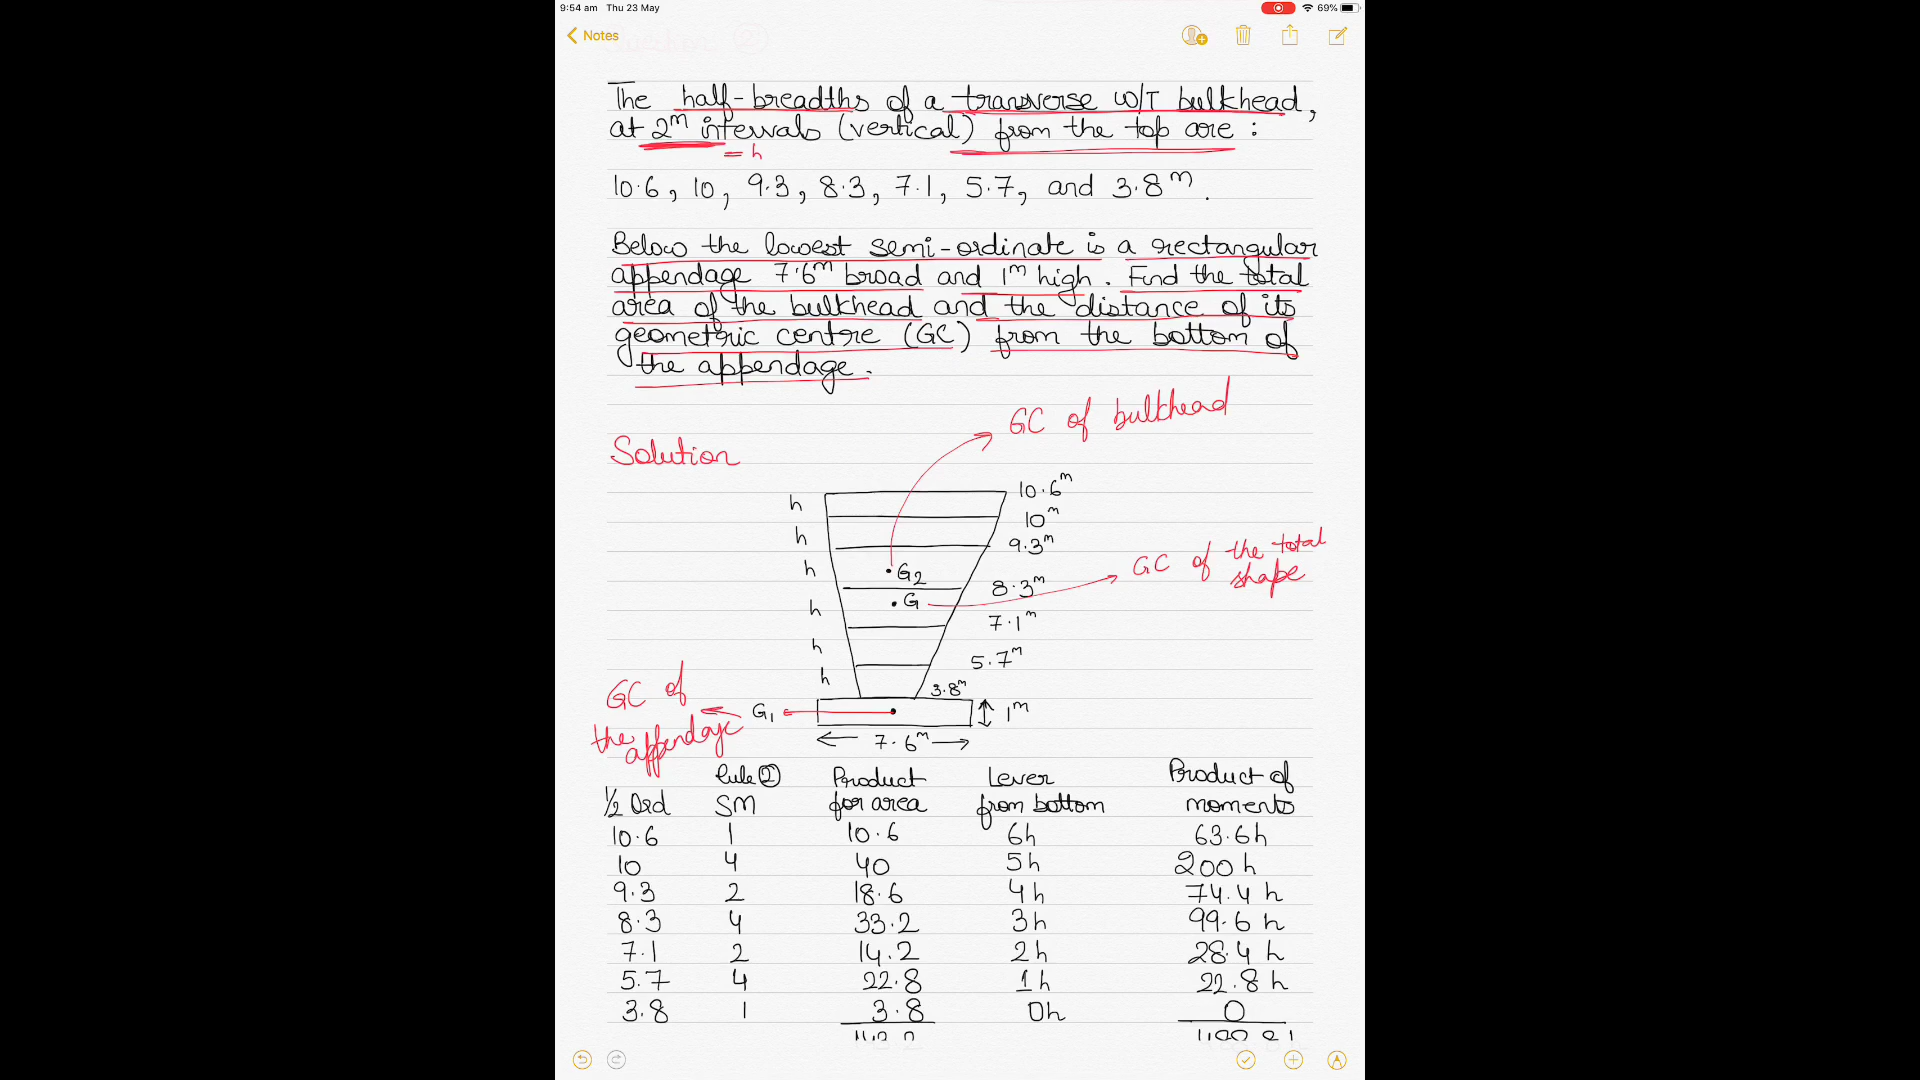 9:54 am Thu 23 May
69%
Notes
The half-breadths of a transverse W/T bulkhead,
at 2m intervals (vertical) from the top are :
= h
10.6, 10, 9.3, 8.3, 7.1, 5.7, and 3.8m.
Below the lowest semi-ordinate is a rectangular
appendage 7.6m broad and 1m high. Find the total
area of the bulkhead and the distance of its
geometric centre (GC) from the bottom of
the appendage.
GC of bulkhead
Solution
h 10.6m
h 10m
h 9.3m
G2
GC of the total shape
h 8.3m
G
h 7.1m
h 5.7m
3.8m
GC of the appendage
G1
1m
7.6m
Rule 2 Product Lever Product of
1/2 Ord SM for area from bottom moments
10.6 1 10.6 6h 63.6h
10 4 40 5h 200h
9.3 2 18.6 4h 74.4h
8.3 4 33.2 3h 99.6h
7.1 2 14.2 2h 28.4h
5.7 4 22.8 1h 22.8h
3.8 1 3.8 0h 0